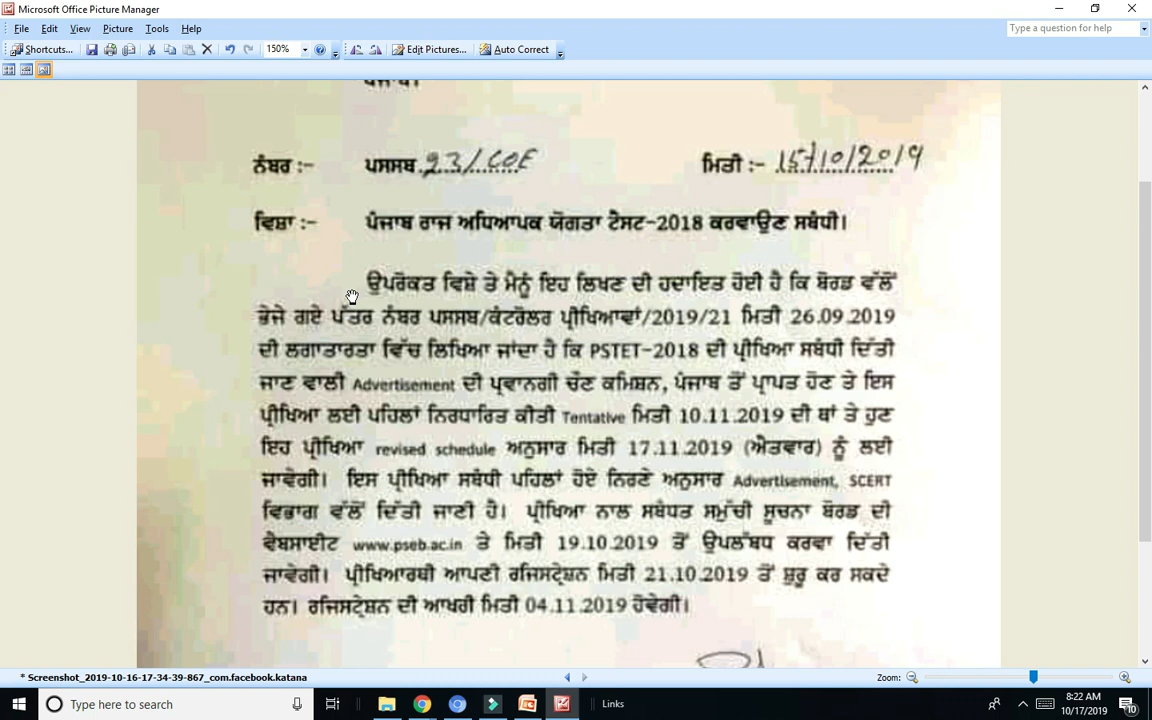 Microsoft Office Picture Manager
File Edit View Picture Tools Help
Type a question for help
Shortcuts... 150% Edit Pictures... Auto Correct
ਪੰਜਾਬ।
ਨੰਬਰ :- ਪਸਸਬ 23/COE ਮਿਤੀ :- 15/10/2019
ਵਿਸ਼ਾ :- ਪੰਜਾਬ ਰਾਜ ਅਧਿਆਪਕ ਯੋਗਤਾ ਟੈਸਟ-2018 ਕਰਵਾਉਣ ਸਬੰਧੀ।
ਉਪਰੋਕਤ ਵਿਸ਼ੇ ਤੇ ਮੈਨੂੰ ਇਹ ਲਿਖਣ ਦੀ ਹਦਾਇਤ ਹੋਈ ਹੈ ਕਿ ਬੋਰਡ ਵੱਲੋਂ
ਭੇਜੇ ਗਏ ਪੱਤਰ ਨੰਬਰ ਪਸਸਬ/ਕੰਟਰੋਲਰ ਪ੍ਰੀਖਿਆਵਾਂ/2019/21 ਮਿਤੀ 26.09.2019
ਦੀ ਲਗਾਤਾਰਤਾ ਵਿੱਚ ਲਿਖਿਆ ਜਾਂਦਾ ਹੈ ਕਿ PSTET-2018 ਦੀ ਪ੍ਰੀਖਿਆ ਸਬੰਧੀ ਦਿੱਤੀ
ਜਾਣ ਵਾਲੀ Advertisement ਦੀ ਪ੍ਰਵਾਨਗੀ ਚੋਣ ਕਮਿਸ਼ਨ, ਪੰਜਾਬ ਤੋਂ ਪ੍ਰਾਪਤ ਹੋਣ ਤੇ ਇਸ
ਪ੍ਰੀਖਿਆ ਲਈ ਪਹਿਲਾਂ ਨਿਰਧਾਰਿਤ ਕੀਤੀ Tentative ਮਿਤੀ 10.11.2019 ਦੀ ਥਾਂ ਤੇ ਹੁਣ
ਇਹ ਪ੍ਰੀਖਿਆ revised schedule ਅਨੁਸਾਰ ਮਿਤੀ 17.11.2019 (ਐਤਵਾਰ) ਨੂੰ ਲਈ
ਜਾਵੇਗੀ। ਇਸ ਪ੍ਰੀਖਿਆ ਸਬੰਧੀ ਪਹਿਲਾਂ ਹੋਏ ਨਿਰਣੇ ਅਨੁਸਾਰ Advertisement, SCERT
ਵਿਭਾਗ ਵੱਲੋਂ ਦਿੱਤੀ ਜਾਣੀ ਹੈ। ਪ੍ਰੀਖਿਆ ਨਾਲ ਸਬੰਧਤ ਸਮੁੱਚੀ ਸੂਚਨਾ ਬੋਰਡ ਦੀ
ਵੈਬਸਾਈਟ www.pseb.ac.in ਤੇ ਮਿਤੀ 19.10.2019 ਤੋਂ ਉਪਲੱਬਧ ਕਰਵਾ ਦਿੱਤੀ
ਜਾਵੇਗੀ। ਪ੍ਰੀਖਿਆਰਥੀ ਆਪਣੀ ਰਜਿਸਟ੍ਰੇਸ਼ਨ ਮਿਤੀ 21.10.2019 ਤੋਂ ਸ਼ੁਰੂ ਕਰ ਸਕਦੇ
ਹਨ। ਰਜਿਸਟ੍ਰੇਸ਼ਨ ਦੀ ਆਖਰੀ ਮਿਤੀ 04.11.2019 ਹੋਵੇਗੀ।
* Screenshot_2019-10-16-17-34-39-867_com.facebook.katana
Zoom:
Type here to search
Links
8:22 AM
10/17/2019
10